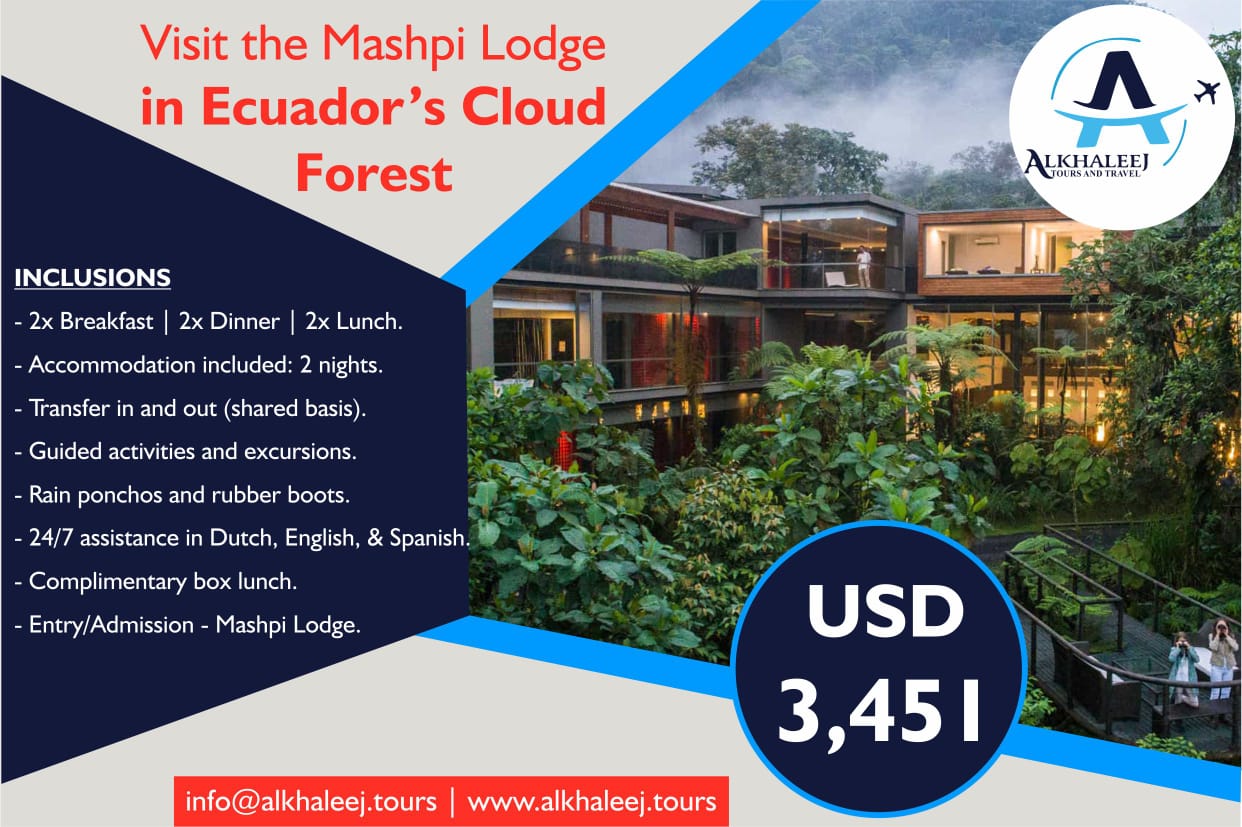 Visit the Mashpi Lodge
in Ecuador's Cloud
Forest
ALKHALEEJ
TOURS AND TRAVEL
INCLUSIONS
- 2x Breakfast | 2x Dinner | 2x Lunch.
- Accommodation included: 2 nights.
- Transfer in and out (shared basis).
- Guided activities and excursions.
- Rain ponchos and rubber boots.
- 24/7 assistance in Dutch, English, & Spanish.
- Complimentary box lunch.
- Entry/Admission - Mashpi Lodge.
USD
3,451
info@alkhaleej.tours | www.alkhaleej.tours